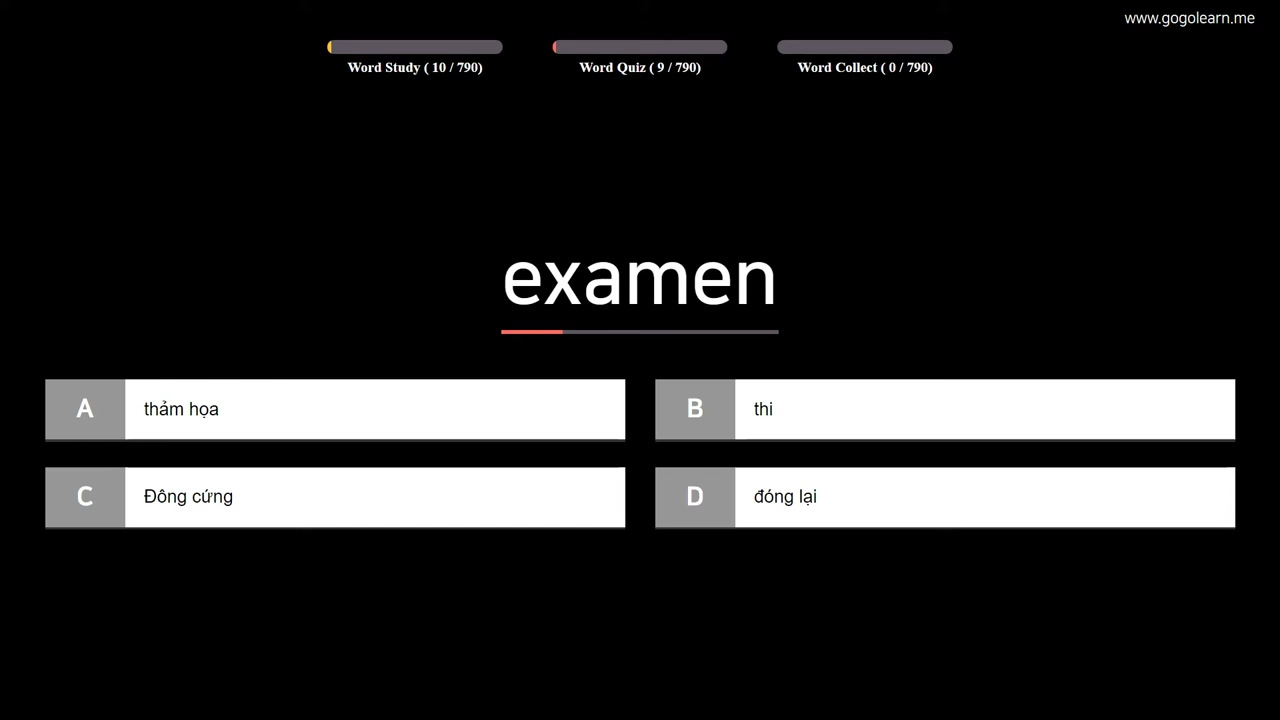 www.gogolearn.me
Word Study ( 10 / 790)
Word Quiz ( 9 / 790)
Word Collect ( 0 / 790)
examen
A thảm họa
B thi
C Đông cứng
D đóng lại